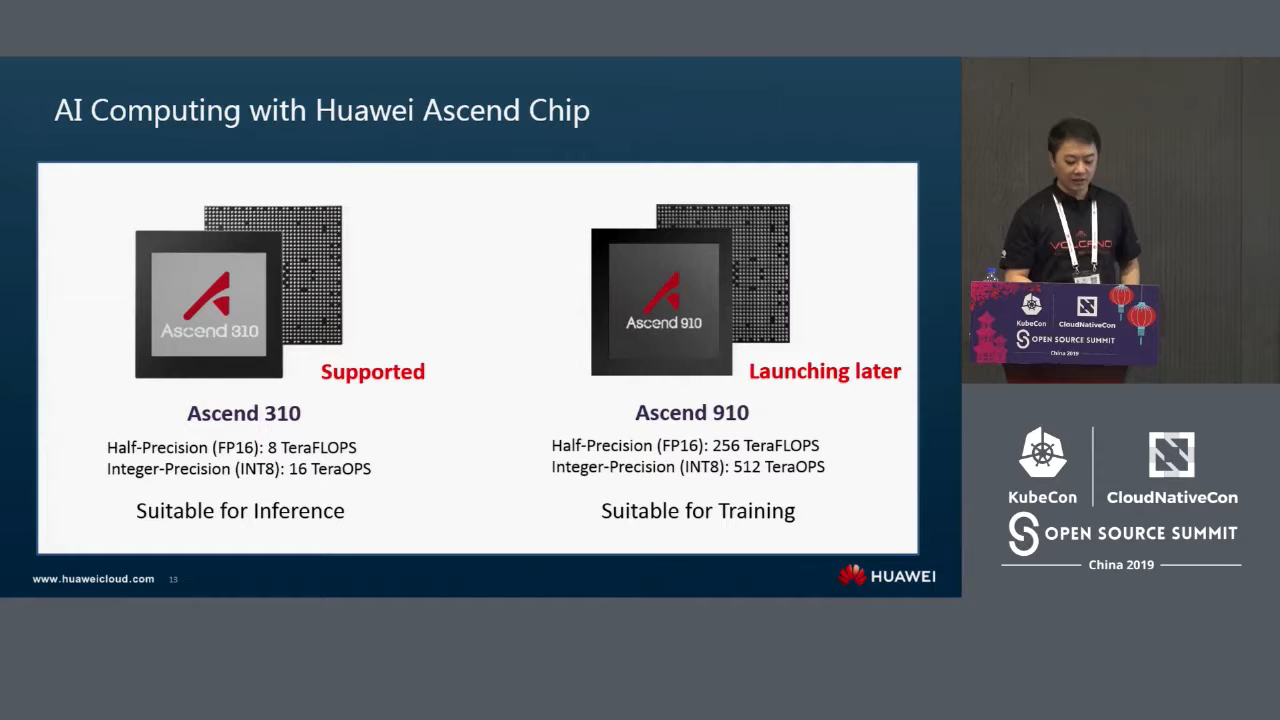 AI Computing with Huawei Ascend Chip
Ascend 310
Supported
Ascend 310
Half-Precision (FP16): 8 TeraFLOPS
Integer-Precision (INT8): 16 TeraOPS
Suitable for Inference
Ascend 910
Launching later
Ascend 910
Half-Precision (FP16): 256 TeraFLOPS
Integer-Precision (INT8): 512 TeraOPS
Suitable for Training
www.huaweicloud.com
13
HUAWEI
VOLCANO
KubeCon
CloudNativeCon
OPEN SOURCE SUMMIT
China 2019
KubeCon
CloudNativeCon
OPEN SOURCE SUMMIT
China 2019